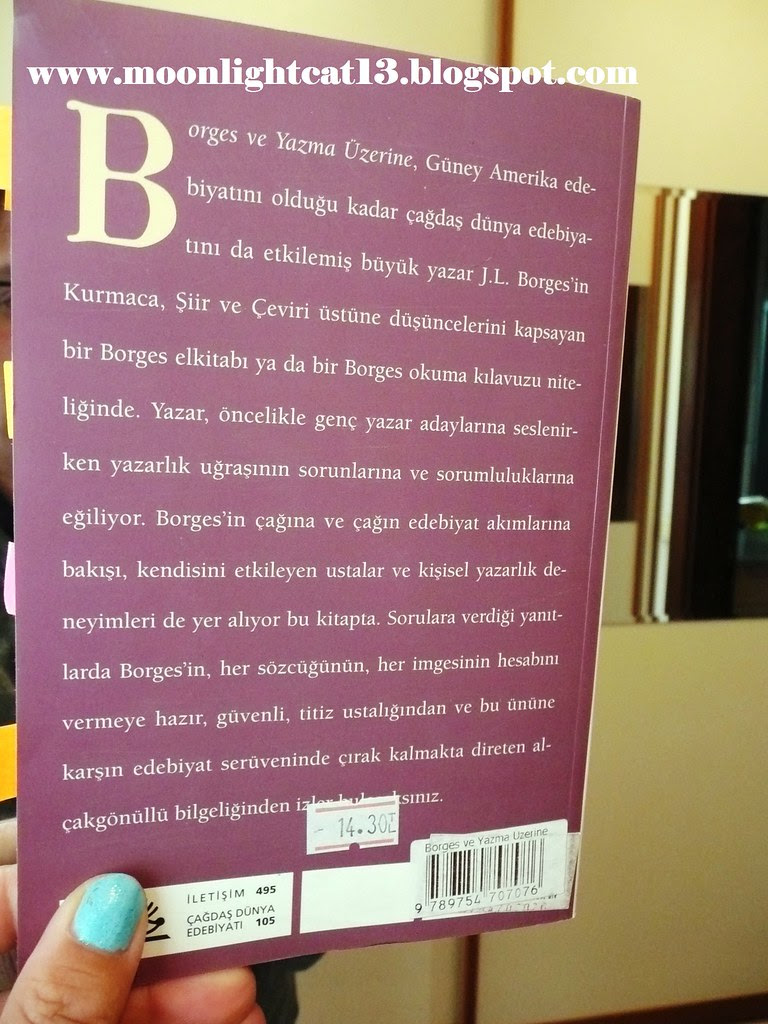 www.moonlightcat13.blogspot.com
Borges ve Yazma Üzerine, Güney Amerika ede-
biyatını olduğu kadar çağdaş dünya edebiya-
tını da etkilemiş büyük yazar J.L. Borges'in
Kurmaca, Şiir ve Çeviri üstüne düşüncelerini kapsayan
bir Borges elkitabı ya da bir Borges okuma kılavuzu nite-
liğinde. Yazar, öncelikle genç yazar adaylarına seslenir-
ken yazarlık uğraşının sorunlarına ve sorumluluklarına
eğiliyor. Borges'in çağına ve çağın edebiyat akımlarına
bakışı, kendisini etkileyen ustalar ve kişisel yazarlık de-
neyimleri de yer alıyor bu kitapta. Sorulara verdiği yanıt-
larda Borges'in, her sözcüğünün, her imgesinin hesabını
vermeye hazır, güvenli, titiz ustalığından ve bu ününe
karşın edebiyat serüveninde çırak kalmakta direten al-
çakgönüllü bilgeliğinden
- 14.30
Borges ve Yazma Üzerine
9 789754 707076
İLETİŞİM 495
ÇAĞDAŞ DÜNYA
EDEBİYATI 105